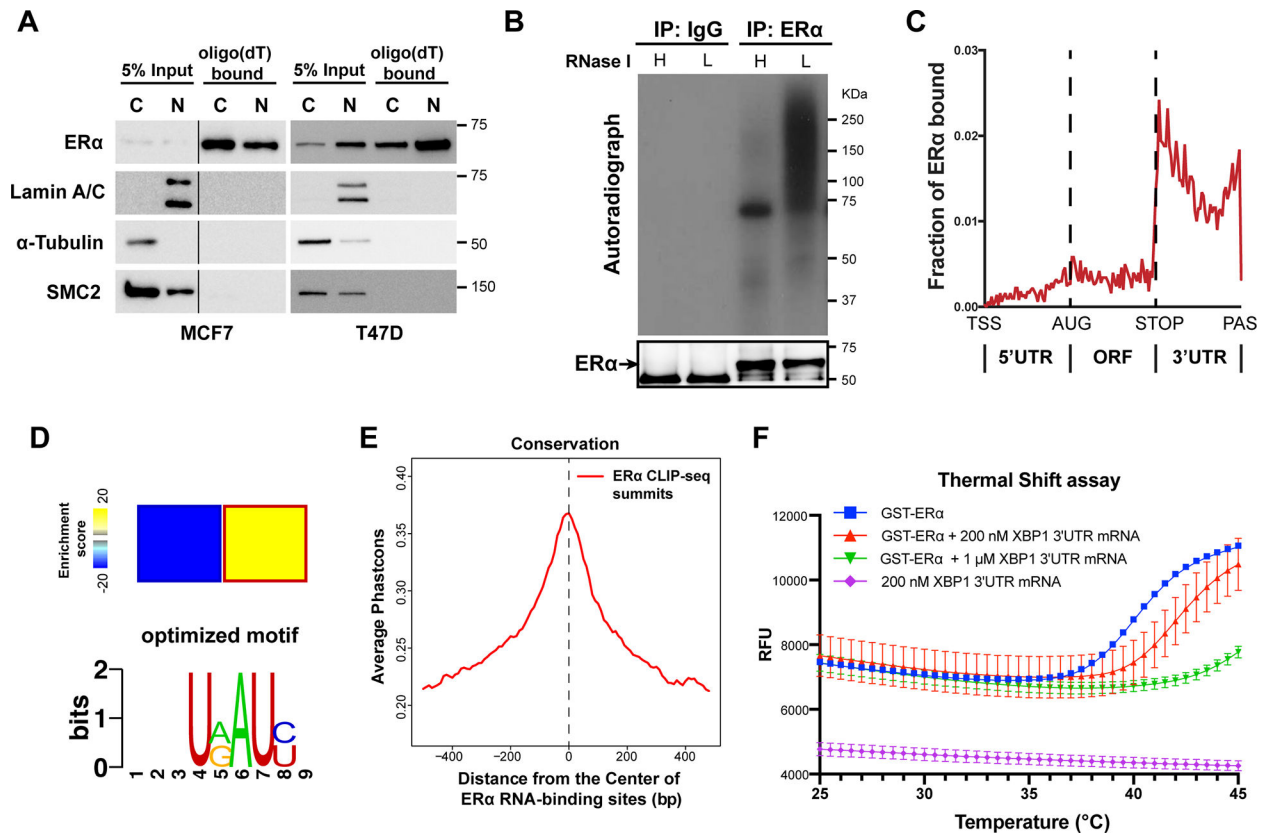 A
5% Input
oligo(dT)
bound
5% Input
oligo(dT)
bound
C N C N C N C N
ERα
75
Lamin A/C
75
α-Tubulin
50
SMC2
150
MCF7
T47D
B
IP: IgG
IP: ERα
RNase I
H L H L
KDa
250
150
100
75
50
37
Autoradiograph
ERα
75
50
C
Fraction of ERα bound
0.03
0.02
0.01
0.00
TSS AUG STOP PAS
5'UTR ORF 3'UTR
D
Enrichment
score
20
-20
optimized motif
bits
2
1
0
U A A U C
G U
1 2 3 4 5 6 7 8 9
E
Conservation
ERα CLIP-seq
summits
Average Phastcons
0.40
0.35
0.30
0.25
0.20
-400 -200 0 200 400
Distance from the Center of
ERα RNA-binding sites (bp)
F
Thermal Shift assay
GST-ERα
GST-ERα + 200 nM XBP1 3'UTR mRNA
GST-ERα + 1 µM XBP1 3'UTR mRNA
200 nM XBP1 3'UTR mRNA
RFU
12000
10000
8000
6000
4000
25 30 35 40 45
Temperature (°C)